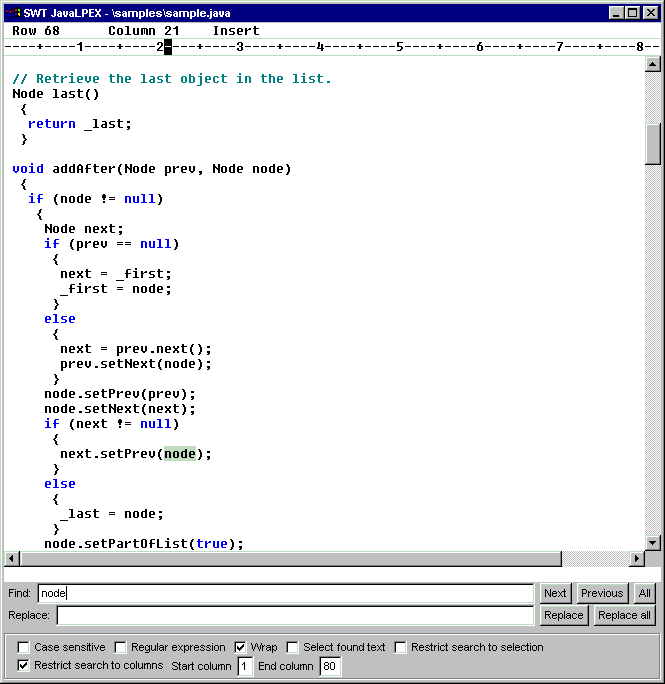 SWT JavaLPEX - \samples\sample.java
Row 68 Column 21 Insert
----+----1----+----2----+----3----+----4----+----5----+----6----+----7----+----8--
// Retrieve the last object in the list.
Node last()
{
return _last;
}
void addAfter(Node prev, Node node)
{
if (node != null)
{
Node next;
if (prev == null)
{
next = _first;
_first = node;
}
else
{
next = prev.next();
prev.setNext(node);
}
node.setPrev(prev);
node.setNext(next);
if (next != null)
{
next.setPrev(node);
}
else
{
_last = node;
}
node.setPartOfList(true);
Find: node Next Previous All
Replace: Replace Replace all
Case sensitive Regular expression Wrap Select found text Restrict search to selection
Restrict search to columns Start column 1 End column 80